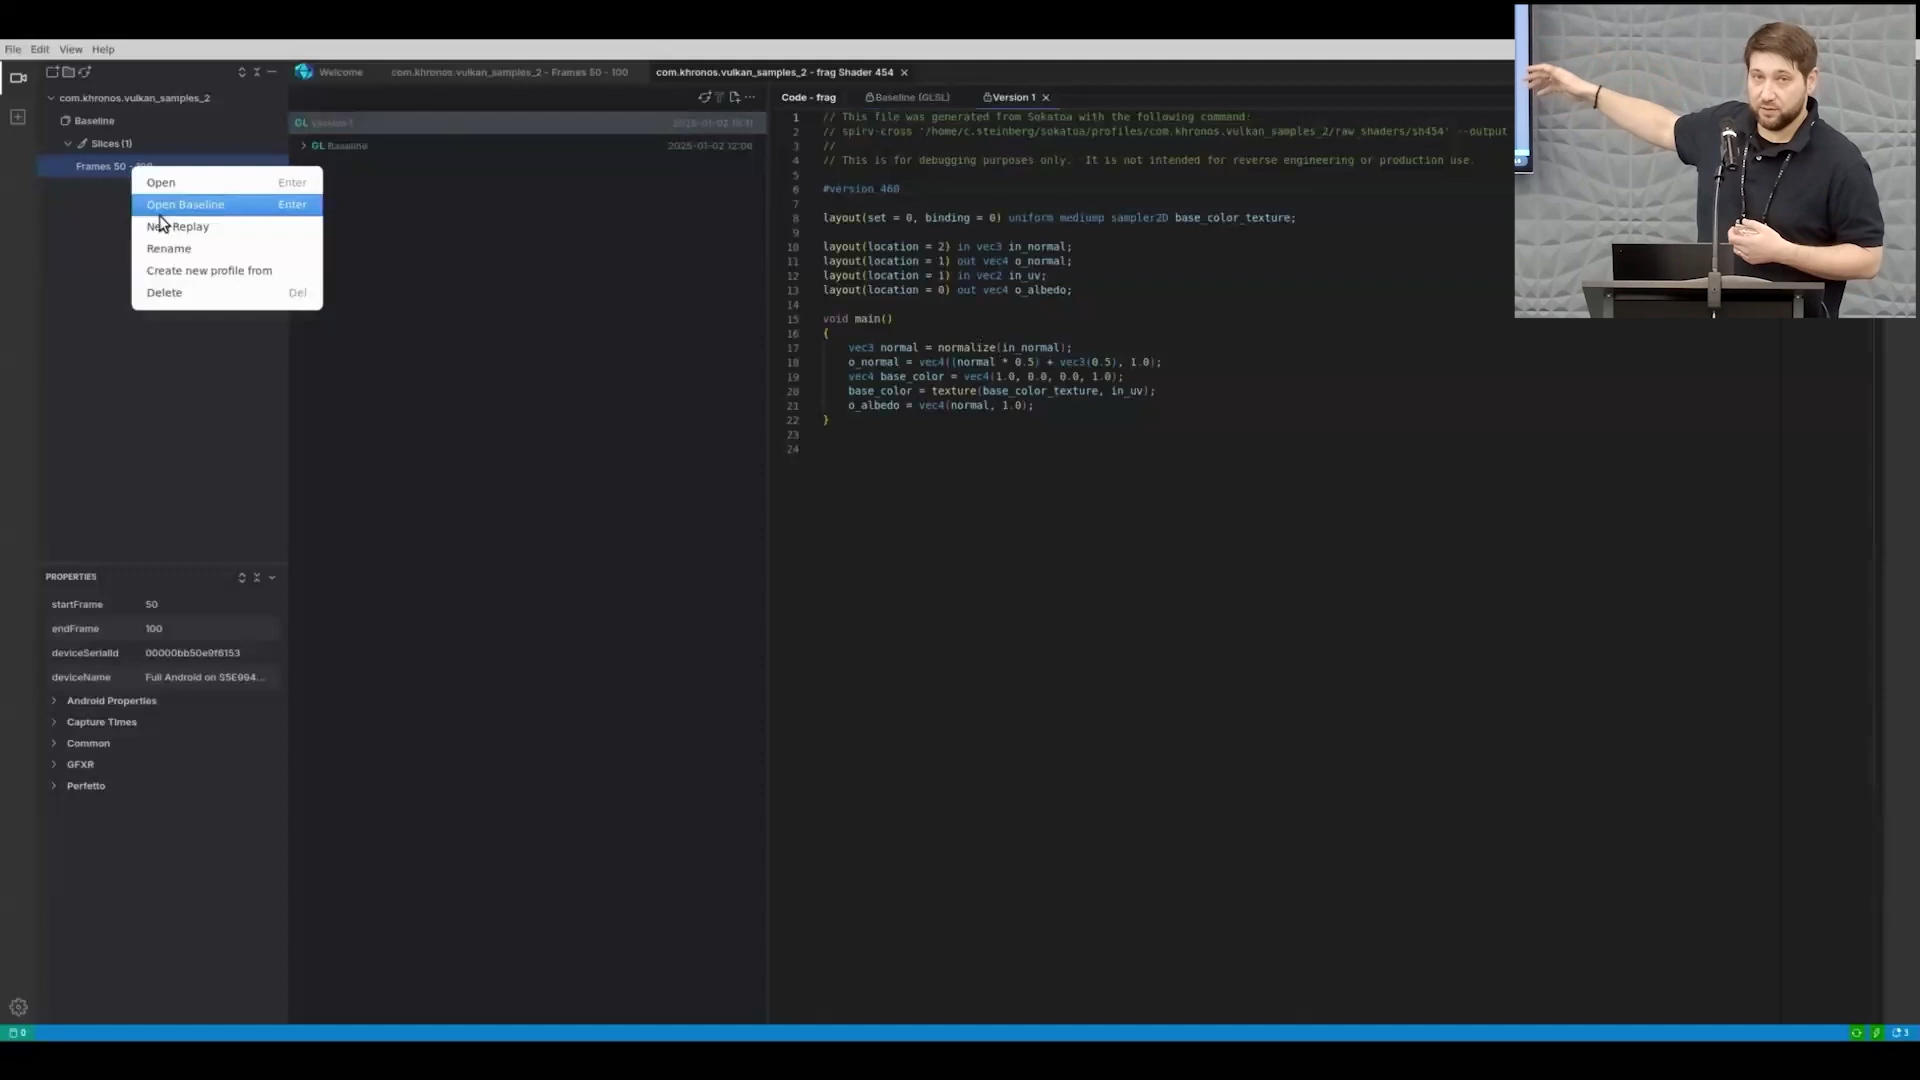 File Edit View Help
Welcome com.khronos.vulkan_samples_2 - Frames 50 - 100 com.khronos.vulkan_samples_2 - frag Shader 454
com.khronos.vulkan_samples_2
Baseline
Slices (1)
Frames 50 -
Open Enter
Open Baseline Enter
Replay
Rename
Create new profile from
Delete Del
GL Version 1
GL Baseline 2025-01-02 12:06
Code - frag Baseline (GLSL) Version 1
1 // This file was generated from Sokatoa with the following command:
2 // spirv-cross '/home/c.steinberg/sokatoa/profiles/com.khronos.vulkan_samples_2/raw_shaders/sh454' --output
3 //
4 // This is for debugging purposes only. It is not intended for reverse engineering or production use.
5
6 #version 460
7
8 layout(set = 0, binding = 0) uniform mediump sampler2D base_color_texture;
9
10 layout(location = 2) in vec3 in_normal;
11 layout(location = 1) out vec4 o_normal;
12 layout(location = 1) in vec2 in_uv;
13 layout(location = 0) out vec4 o_albedo;
14
15 void main()
16 {
17 vec3 normal = normalize(in_normal);
18 o_normal = vec4((normal * 0.5) + vec3(0.5), 1.0);
19 vec4 base_color = vec4(1.0, 0.0, 0.0, 1.0);
20 base_color = texture(base_color_texture, in_uv);
21 o_albedo = vec4(normal, 1.0);
22 }
23
24
PROPERTIES
startFrame 50
endFrame 100
deviceSerialId 00000bb50e9f6153
deviceName Full Android on S5E994...
Android Properties
Capture Times
Common
GFXR
Perfetto
0
3